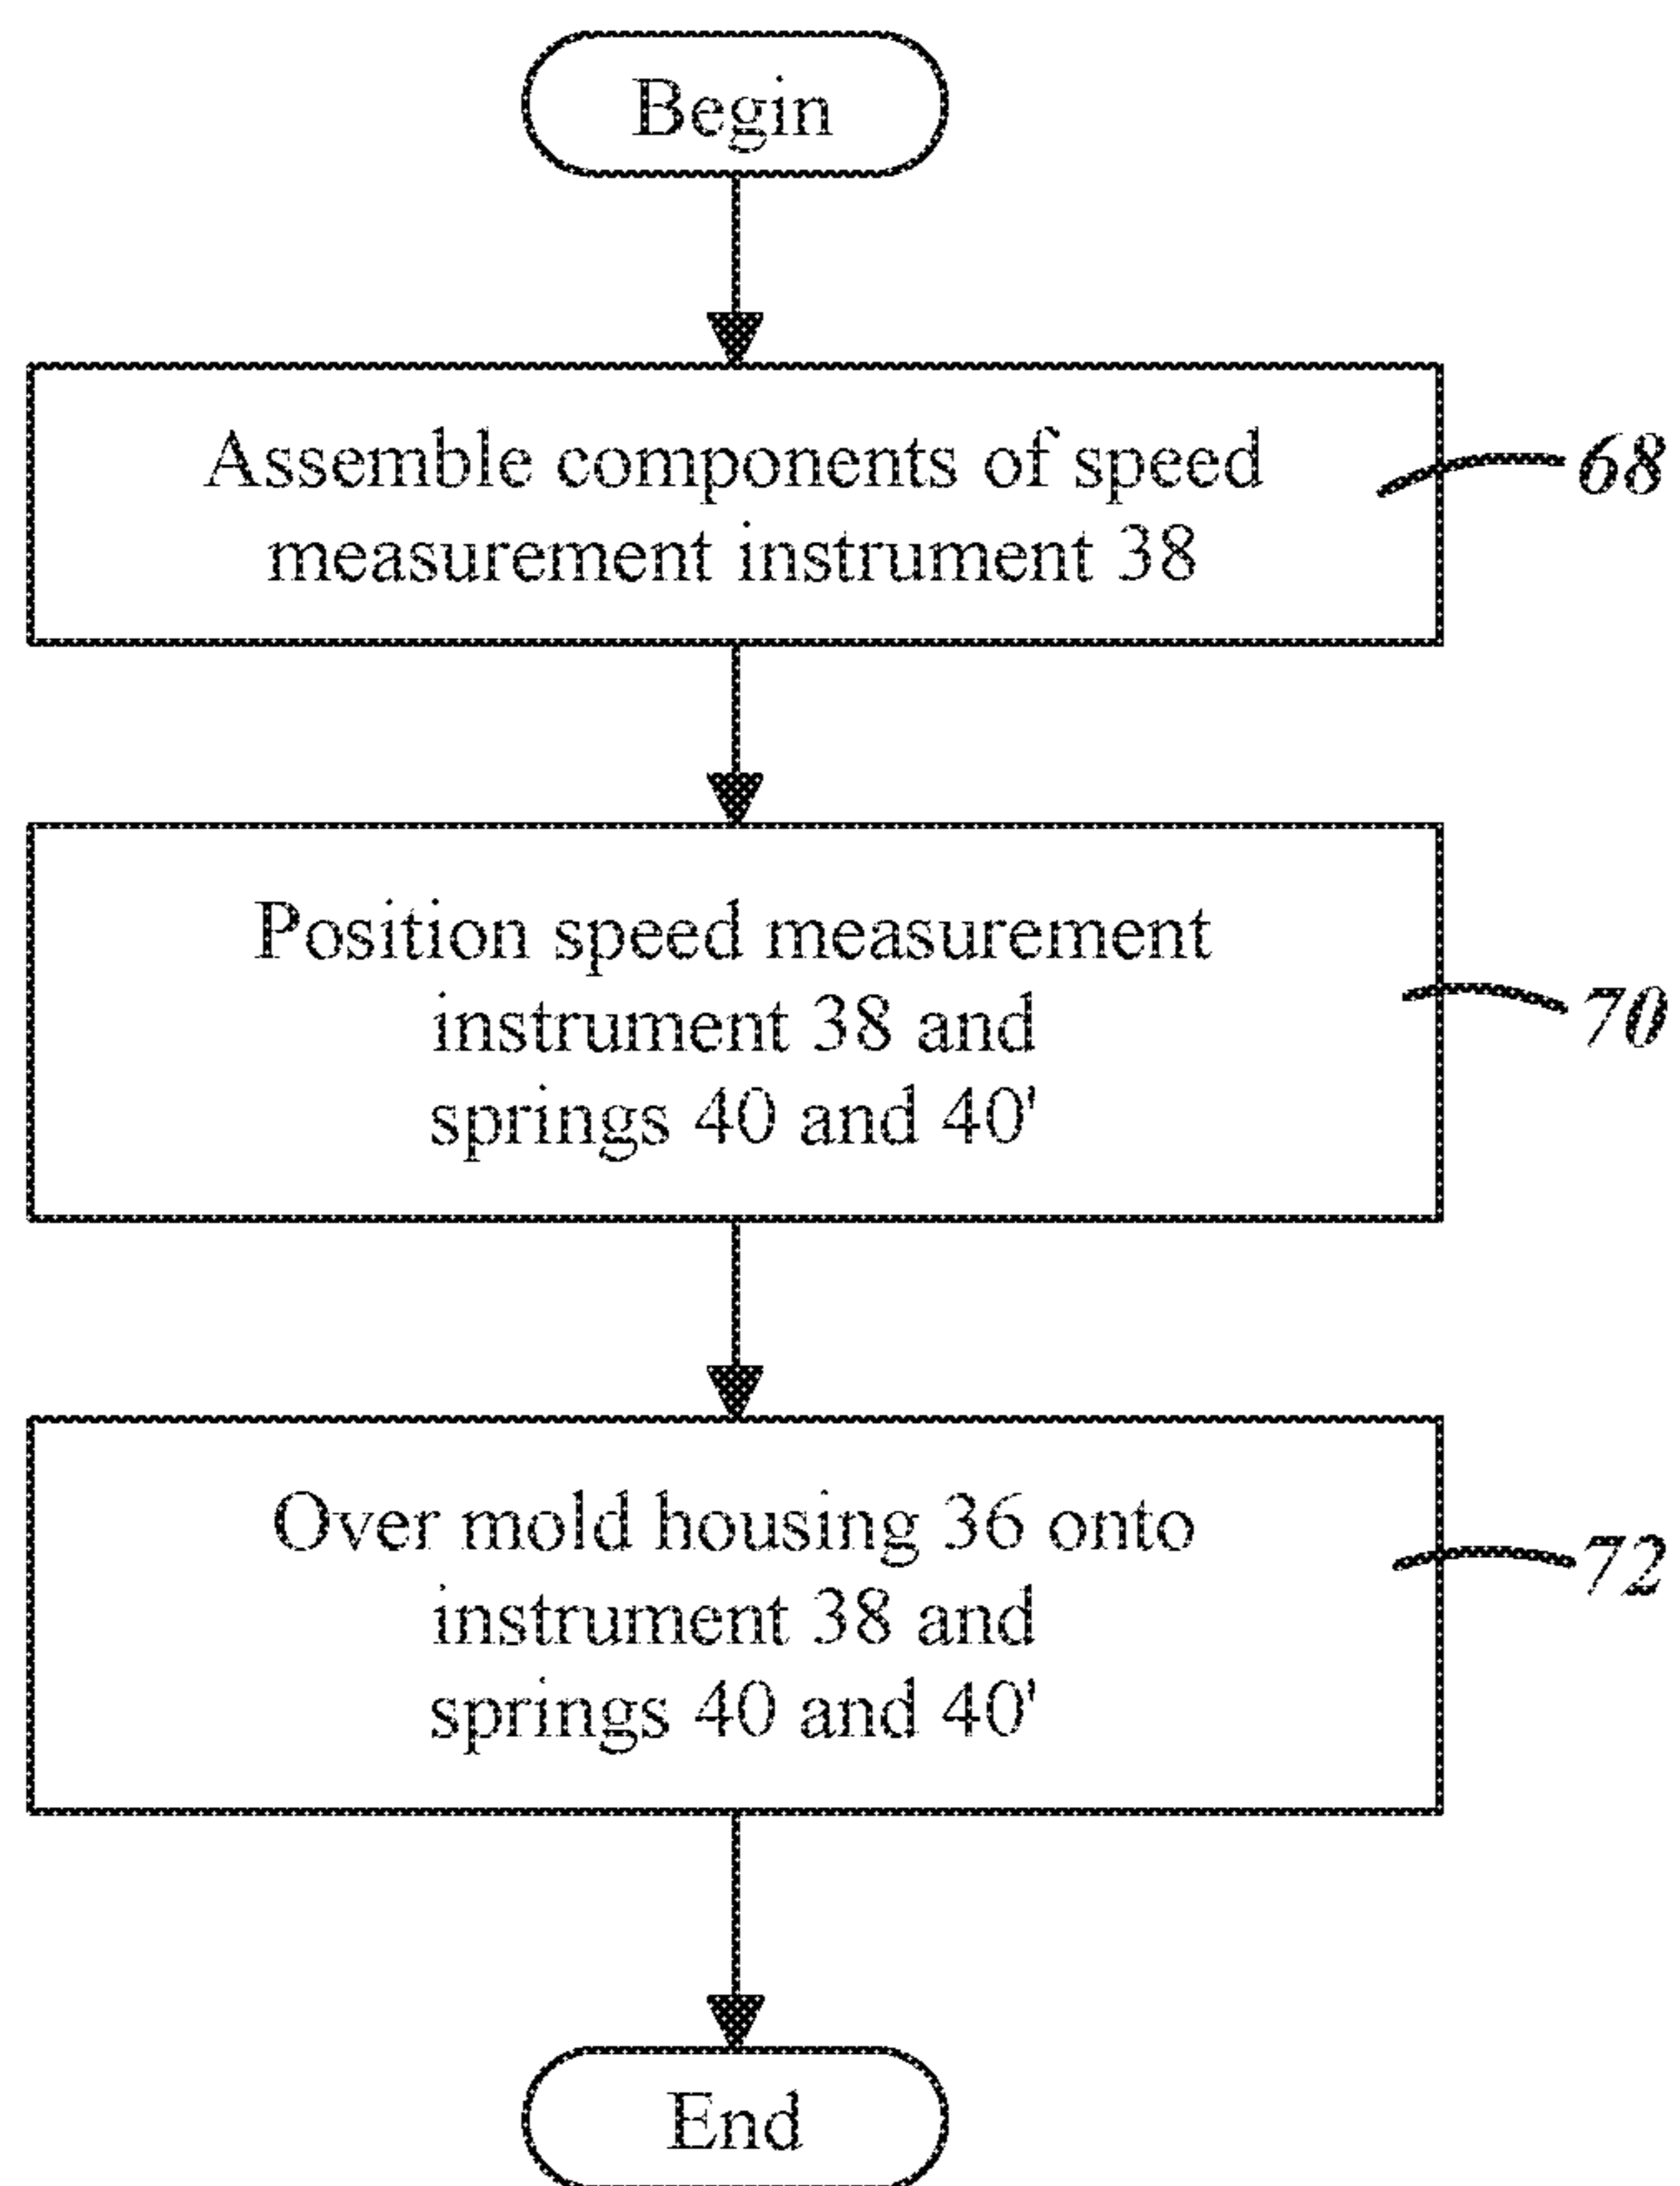 Begin
Assemble components of speed
measurement instrument 38
68
Position speed measurement
instrument 38 and
springs 40 and 40'
70
Over mold housing 36 onto
instrument 38 and
springs 40 and 40'
72
End